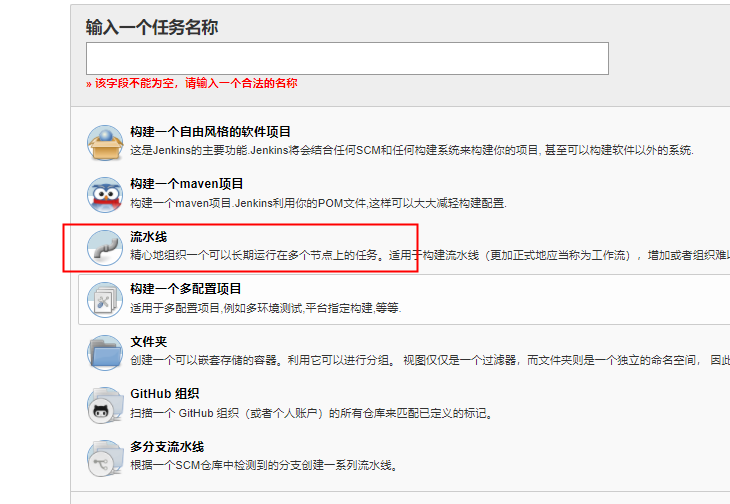 输入一个任务名称
» 该字段不能为空，请输入一个合法的名称
构建一个自由风格的软件项目
这是Jenkins的主要功能.Jenkins将会结合任何SCM和任何构建系统来构建你的项目, 甚至可以构建软件以外的系统.
构建一个maven项目
构建一个maven项目.Jenkins利用你的POM文件,这样可以大大减轻构建配置.
流水线
精心地组织一个可以长期运行在多个节点上的任务。适用于构建流水线（更加正式地应当称为工作流），增加或者组织难以
构建一个多配置项目
适用于多配置项目,例如多环境测试,平台指定构建,等等.
文件夹
创建一个可以嵌套存储的容器。利用它可以进行分组。 视图仅仅是一个过滤器，而文件夹则是一个独立的命名空间， 因此
GitHub 组织
扫描一个 GitHub 组织（或者个人账户）的所有仓库来匹配已定义的标记。
多分支流水线
根据一个SCM仓库中检测到的分支创建一系列流水线。